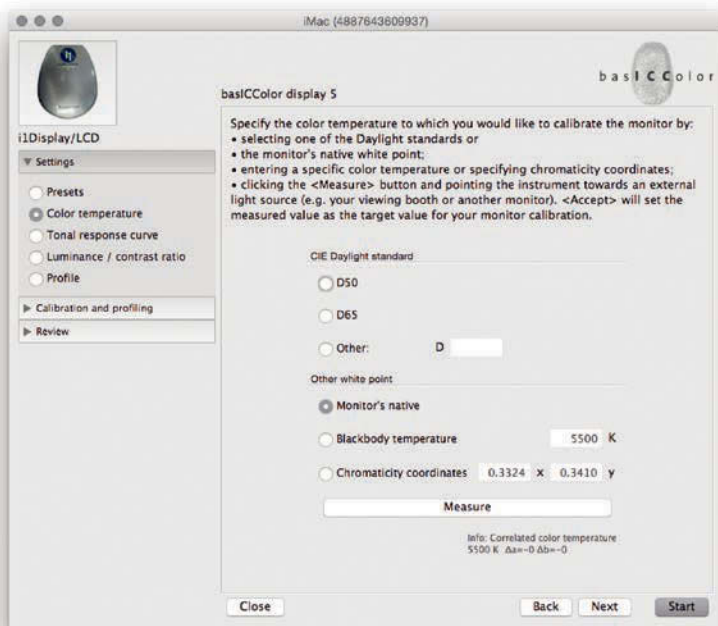 iMac (4887643609937)
basICColor
basICColor display 5
i1Display/LCD
Settings
Presets
Color temperature
Tonal response curve
Luminance / contrast ratio
Profile
Calibration and profiling
Review
Specify the color temperature to which you would like to calibrate the monitor by:
• selecting one of the Daylight standards or
• the monitor's native white point;
• entering a specific color temperature or specifying chromaticity coordinates;
• clicking the <Measure> button and pointing the instrument towards an external
light source (e.g. your viewing booth or another monitor). <Accept> will set the
measured value as the target value for your monitor calibration.
CIE Daylight standard
D50
D65
Other: D
Other white point
Monitor's native
Blackbody temperature 5500 K
Chromaticity coordinates 0.3324 x 0.3410 y
Measure
Info: Correlated color temperature
5500 K Δa=-0 Δb=-0
Close Back Next Start